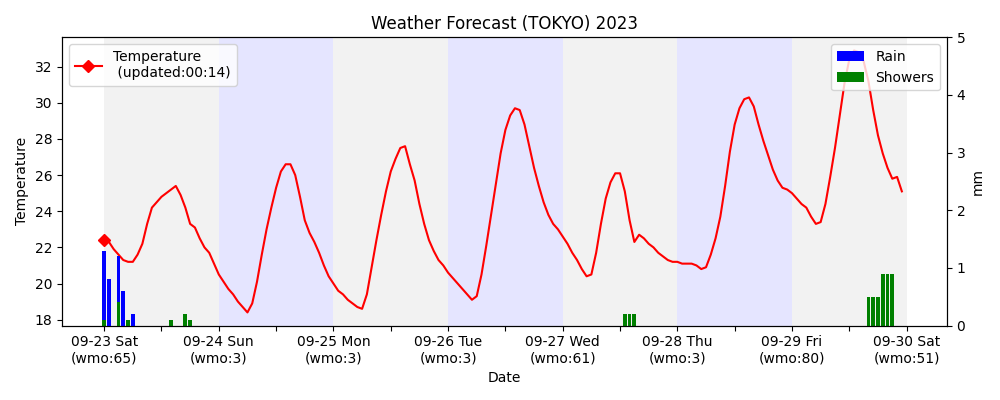 Weather Forecast (TOKYO) 2023
Temperature
(updated:00:14)
Rain
Showers
Temperature
32
30
28
26
24
22
20
18
5
4
3
2
1
0
mm
09-23 Sat
(wmo:65)
09-24 Sun
(wmo:3)
09-25 Mon
(wmo:3)
09-26 Tue
(wmo:3)
09-27 Wed
(wmo:61)
09-28 Thu
(wmo:3)
09-29 Fri
(wmo:80)
09-30 Sat
(wmo:51)
Date